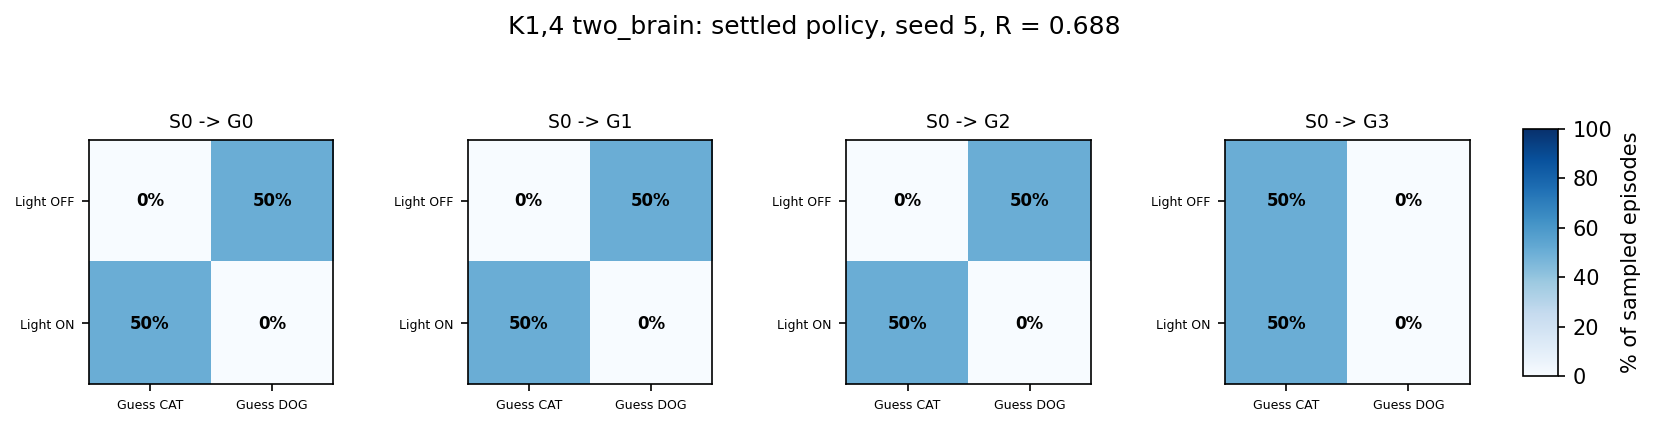 K1,4 two_brain: settled policy, seed 5, R = 0.688
S0 -> G0
S0 -> G1
S0 -> G2
S0 -> G3
Light OFF
0%
50%
Light ON
50%
0%
Guess CAT
Guess DOG
Light OFF
0%
50%
Light ON
50%
0%
Guess CAT
Guess DOG
Light OFF
0%
50%
Light ON
50%
0%
Guess CAT
Guess DOG
Light OFF
50%
0%
Light ON
50%
0%
Guess CAT
Guess DOG
100
80
60
40
20
0
% of sampled episodes